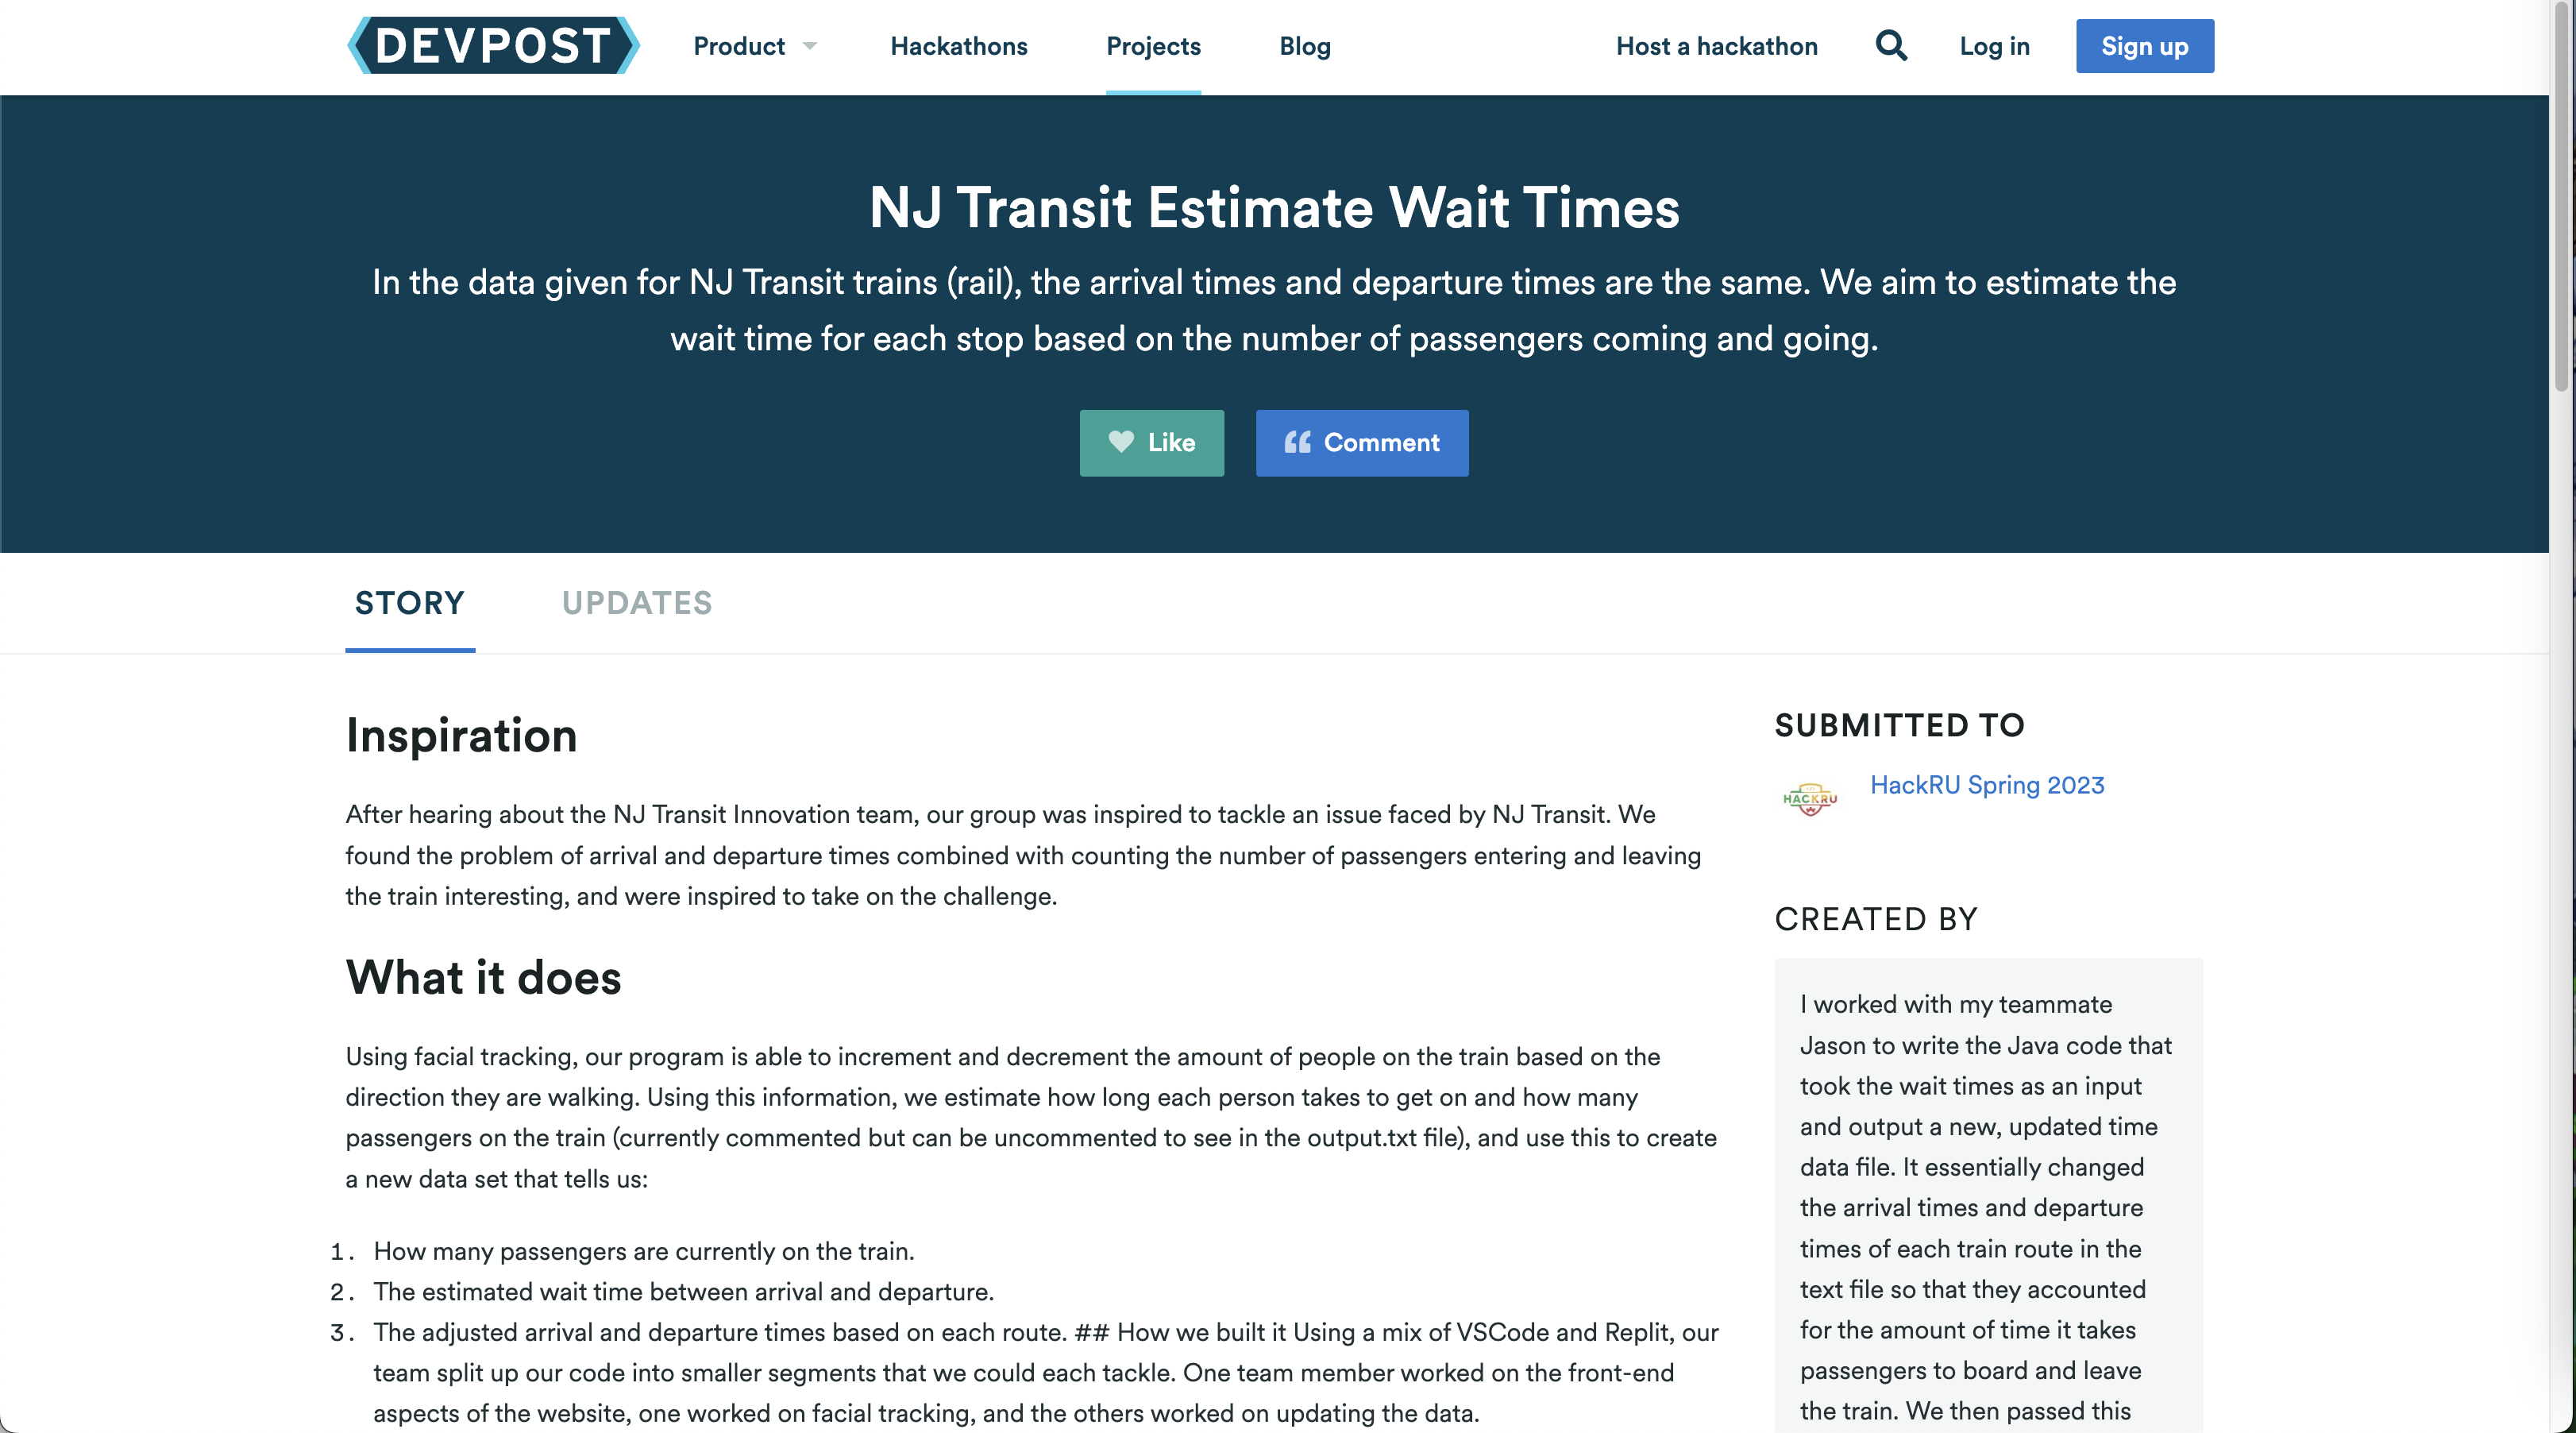 DEVPOST
Product
Hackathons
Projects
Blog
Host a hackathon
Log in
Sign up
NJ Transit Estimate Wait Times
In the data given for NJ Transit trains (rail), the arrival times and departure times are the same. We aim to estimate the
wait time for each stop based on the number of passengers coming and going.
Like
Comment
STORY
UPDATES
Inspiration
After hearing about the NJ Transit Innovation team, our group was inspired to tackle an issue faced by NJ Transit. We
found the problem of arrival and departure times combined with counting the number of passengers entering and leaving
the train interesting, and were inspired to take on the challenge.
What it does
Using facial tracking, our program is able to increment and decrement the amount of people on the train based on the
direction they are walking. Using this information, we estimate how long each person takes to get on and how many
passengers on the train (currently commented but can be uncommented to see in the output.txt file), and use this to create
a new data set that tells us:
1. How many passengers are currently on the train.
2. The estimated wait time between arrival and departure.
3. The adjusted arrival and departure times based on each route. ## How we built it Using a mix of VSCode and Replit, our
team split up our code into smaller segments that we could each tackle. One team member worked on the front-end
aspects of the website, one worked on facial tracking, and the others worked on updating the data.
SUBMITTED TO
HACKRU
HackRU Spring 2023
CREATED BY
I worked with my teammate
Jason to write the Java code that
took the wait times as an input
and output a new, updated time
data file. It essentially changed
the arrival times and departure
times of each train route in the
text file so that they accounted
for the amount of time it takes
passengers to board and leave
the train. We then passed this